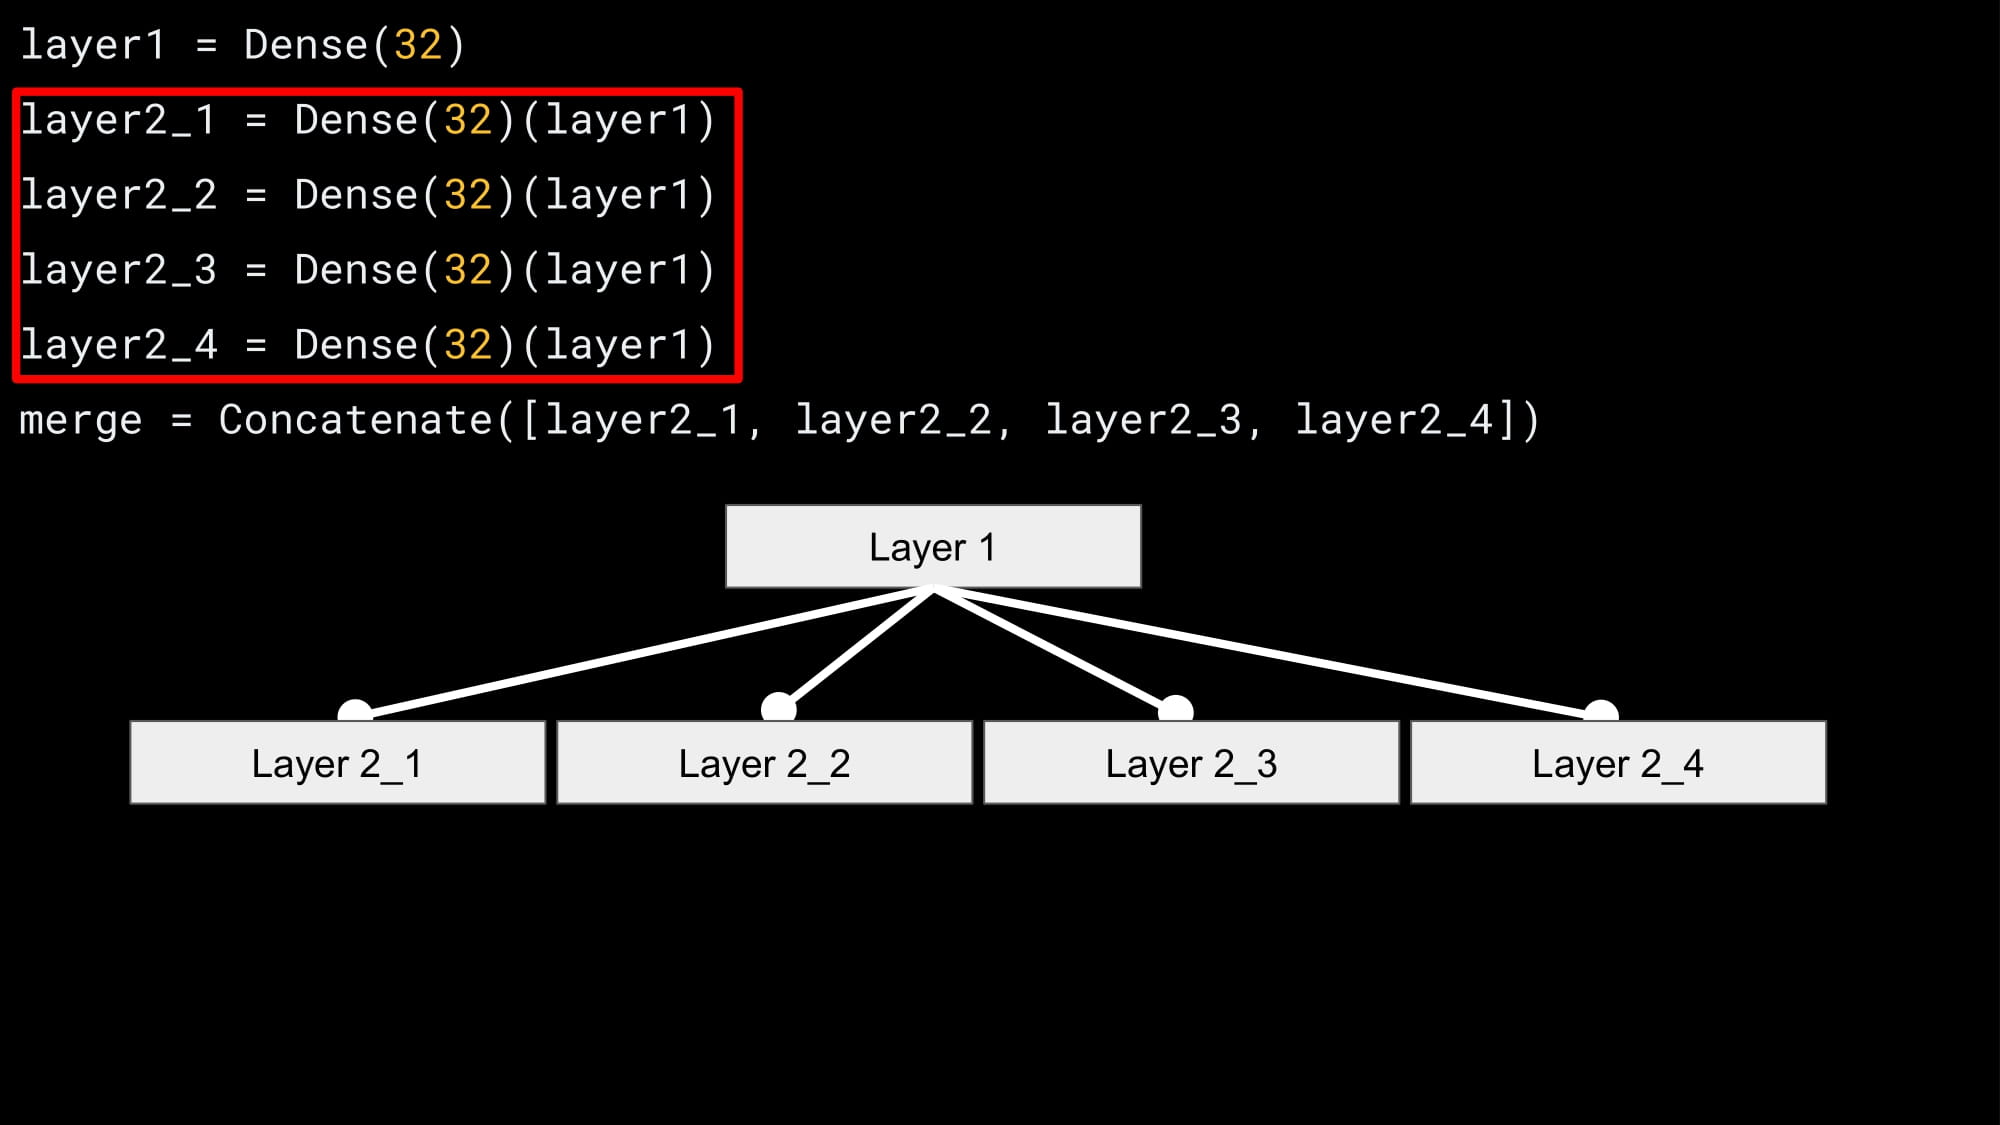 layer1 = Dense(32)
layer2_1 = Dense(32)(layer1)
layer2_2 = Dense(32)(layer1)
layer2_3 = Dense(32)(layer1)
layer2_4 = Dense(32)(layer1)
merge = Concatenate([layer2_1, layer2_2, layer2_3, layer2_4])
Layer 1
Layer 2_1
Layer 2_2
Layer 2_3
Layer 2_4